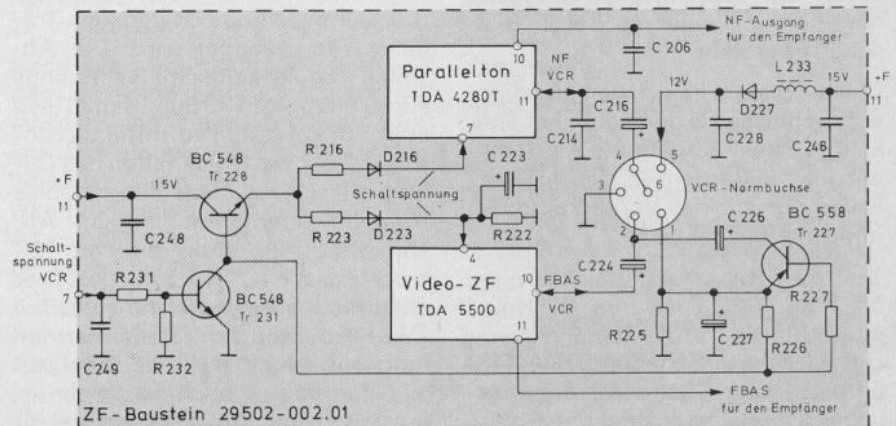 NF-Ausgang
für den Empfänger
10
C 206
Parallelton
TDA 4280T
NF
VCR
11
7
C 216
C 214
12V
L 233
15V
+F
11
D227
C 228
C 248
BC 548
Tr 228
R 216
D 216
C 223
Schaltspannung
4
5
3
6
2
1
VCR-Normbuchse
+F
11
15V
C 248
R 223
D223
R 222
C 226
BC 558
Tr 227
Schalt-
spannung
VCR
7
R231
BC548
Tr 231
4
Video-ZF
TDA 5500
10
11
FBAS
VCR
C 224
R 227
R225
C 227
R226
C249
R232
FBAS
für den Empfänger
ZF-Baustein 29502-002.01